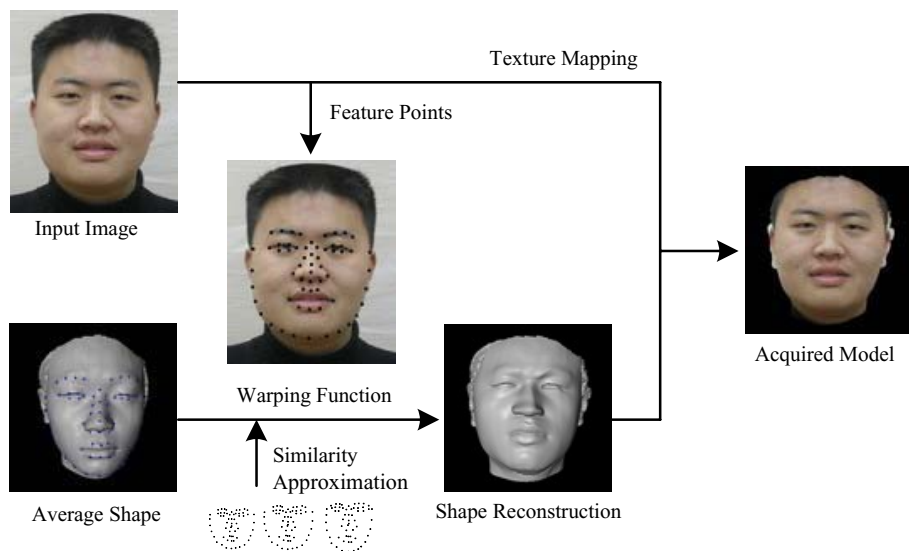 Texture Mapping
Feature Points
Input Image
Acquired Model
Warping Function
Similarity
Approximation
Average Shape
Shape Reconstruction